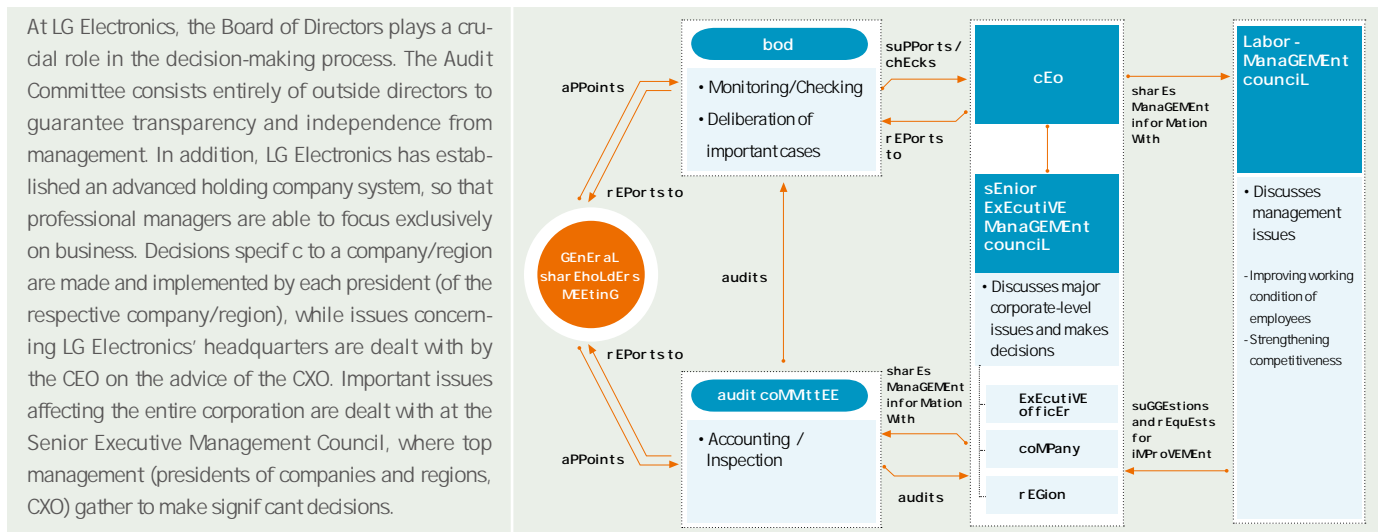 At LG Electronics, the Board of Directors plays a cru-
cial role in the decision-making process. The Audit
Committee consists entirely of outside directors to
guarantee transparency and independence from
management. In addition, LG Electronics has estab-
lished an advanced holding company system, so that
professional managers are able to focus exclusively
on business. Decisions specif c to a company/region
are made and implemented by each president (of the
respective company/region), while issues concern-
ing LG Electronics' headquarters are dealt with by
the CEO on the advice of the CXO. Important issues
affecting the entire corporation are dealt with at the
Senior Executive Management Council, where top
management (presidents of companies and regions,
CXO) gather to make signif cant decisions.
aPPoints
rEPorts to
GEnEraL
sharEhoLdErs
MEEtinG
rEPorts to
aPPoints
bod
• Monitoring/Checking
• Deliberation of
important cases
audits
audit coMMttEE
• Accounting /
Inspection
suPPorts /
chEcks
rEPorts
to
sharEs
ManaGEMEnt
inforMation
With
audits
cEo
sEnior
ExEcutiVE
ManaGEMEnt
counciL
• Discusses major
corporate-level
issues and makes
decisions
ExEcutiVE
officEr
coMPany
rEGion
sharEs
ManaGEMEnt
inforMation
With
suGGEstions
and rEquEsts
for
iMProVEMEnt
Labor -
ManaGEMEnt
counciL
• Discusses
management
issues
- Improving working
condition of
employees
- Strengthening
competitiveness